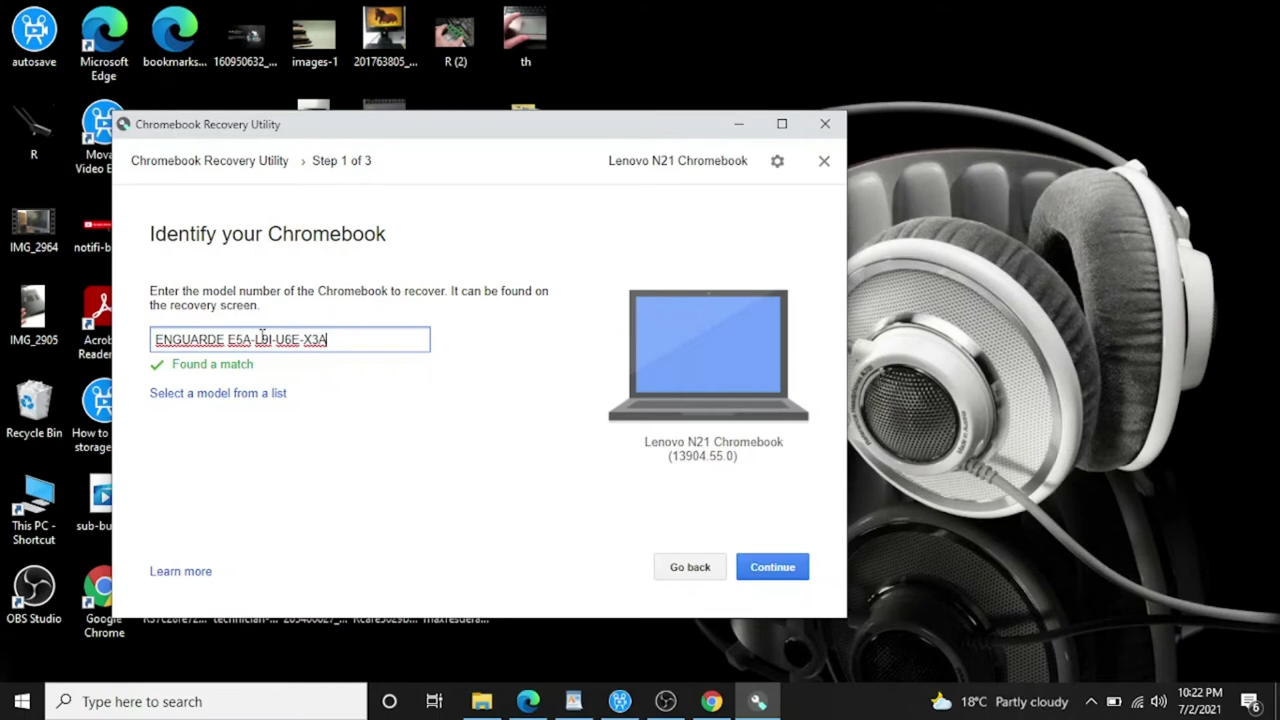 autosave
Microsoft
Edge
bookmarks...
160950632_...
images-1
201763805_...
R (2)
th
R
Mova
Video E
IMG_2964
notifi-b
IMG_2905
Acrob
Reader
Recycle Bin
How to
storage
This PC -
Shortcut
sub-bu
OBS Studio
Google
Chrome
technician-...
Chromebook Recovery Utility
Chromebook Recovery Utility › Step 1 of 3
Lenovo N21 Chromebook
Identify your Chromebook
Enter the model number of the Chromebook to recover. It can be found on
the recovery screen.
ENGUARDE E5A-L9I-U6E-X3A
Found a match
Select a model from a list
Lenovo N21 Chromebook
(13904.55.0)
Learn more
Go back
Continue
Type here to search
18°C Partly cloudy
10:22 PM
7/2/2021
6